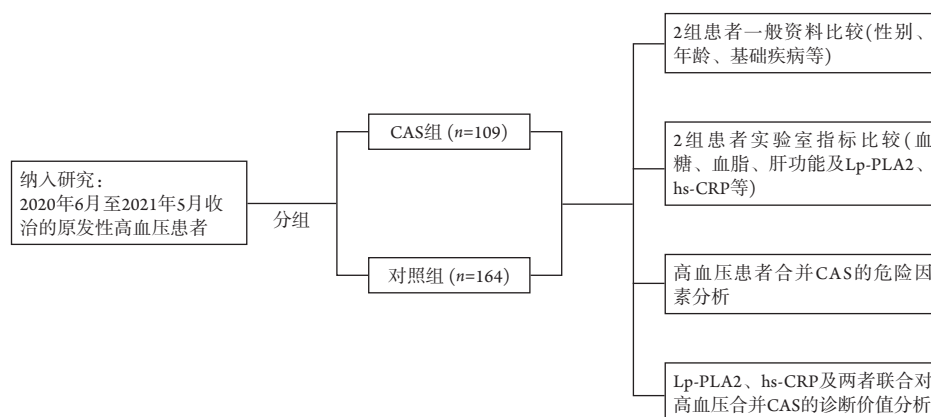 2组患者一般资料比较(性别、
年龄、基础疾病等)
CAS组 (n=109)
2组患者实验室指标比较(血
糖、血脂、肝功能及Lp-PLA2、
hs-CRP等)
纳入研究：
2020年6月至2021年5月收
治的原发性高血压患者
分组
对照组 (n=164)
高血压患者合并CAS的危险因
素分析
Lp-PLA2、hs-CRP及两者联合对
高血压合并CAS的诊断价值分析